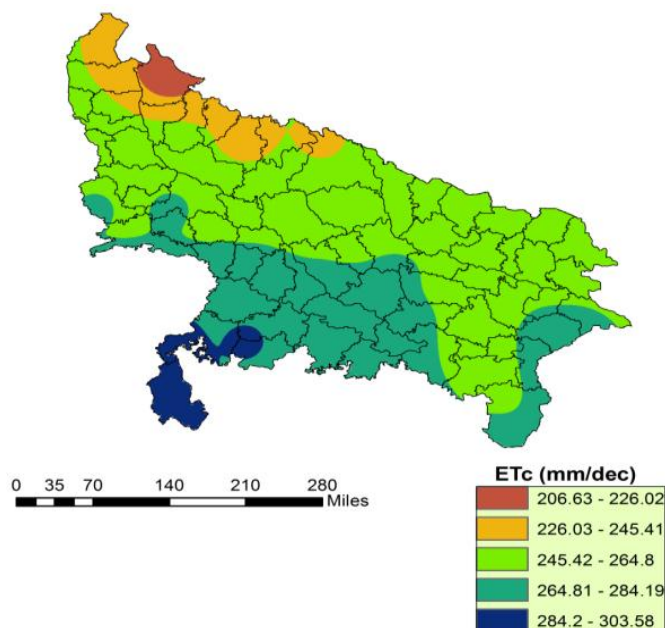 0 35 70 140 210 280
Miles
ETc (mm/dec)
206.63 - 226.02
226.03 - 245.41
245.42 - 264.8
264.81 - 284.19
284.2 - 303.58